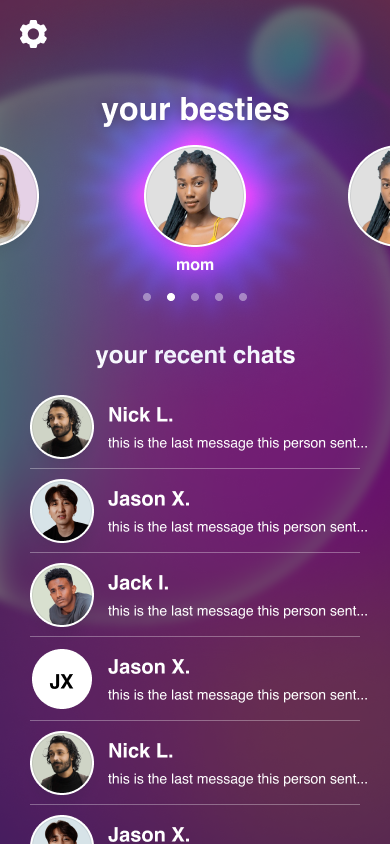 your besties
mom
your recent chats
Nick L.
this is the last message this person sent...
Jason X.
this is the last message this person sent...
Jack I.
this is the last message this person sent...
JX
Jason X.
this is the last message this person sent...
Nick L.
this is the last message this person sent...
Jason X.